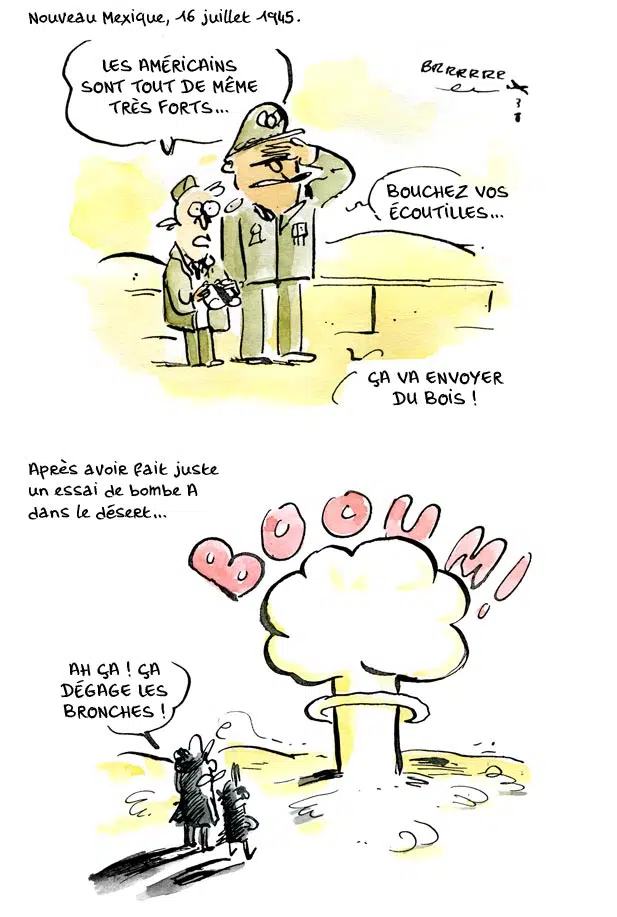 Nouveau Mexique, 16 juillet 1945.
LES AMÉRICAINS
SONT TOUT DE MÊME
TRÈS FORTS...
BRRRRRRE
BOUCHEZ VOS
ÉCOUTILLES...
ÇA VA ENVOYER
DU BOIS !
Après avoir fait juste
un essai de bombe A
dans le désert...
BOOUM!
AH ÇA ! ÇA
DÉGAGE LES
BRONCHES !